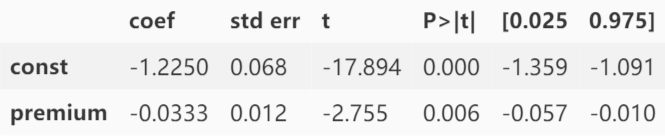 coef std err t P>|t| [0.025 0.975]
const -1.2250 0.068 -17.894 0.000 -1.359 -1.091
premium -0.0333 0.012 -2.755 0.006 -0.057 -0.010